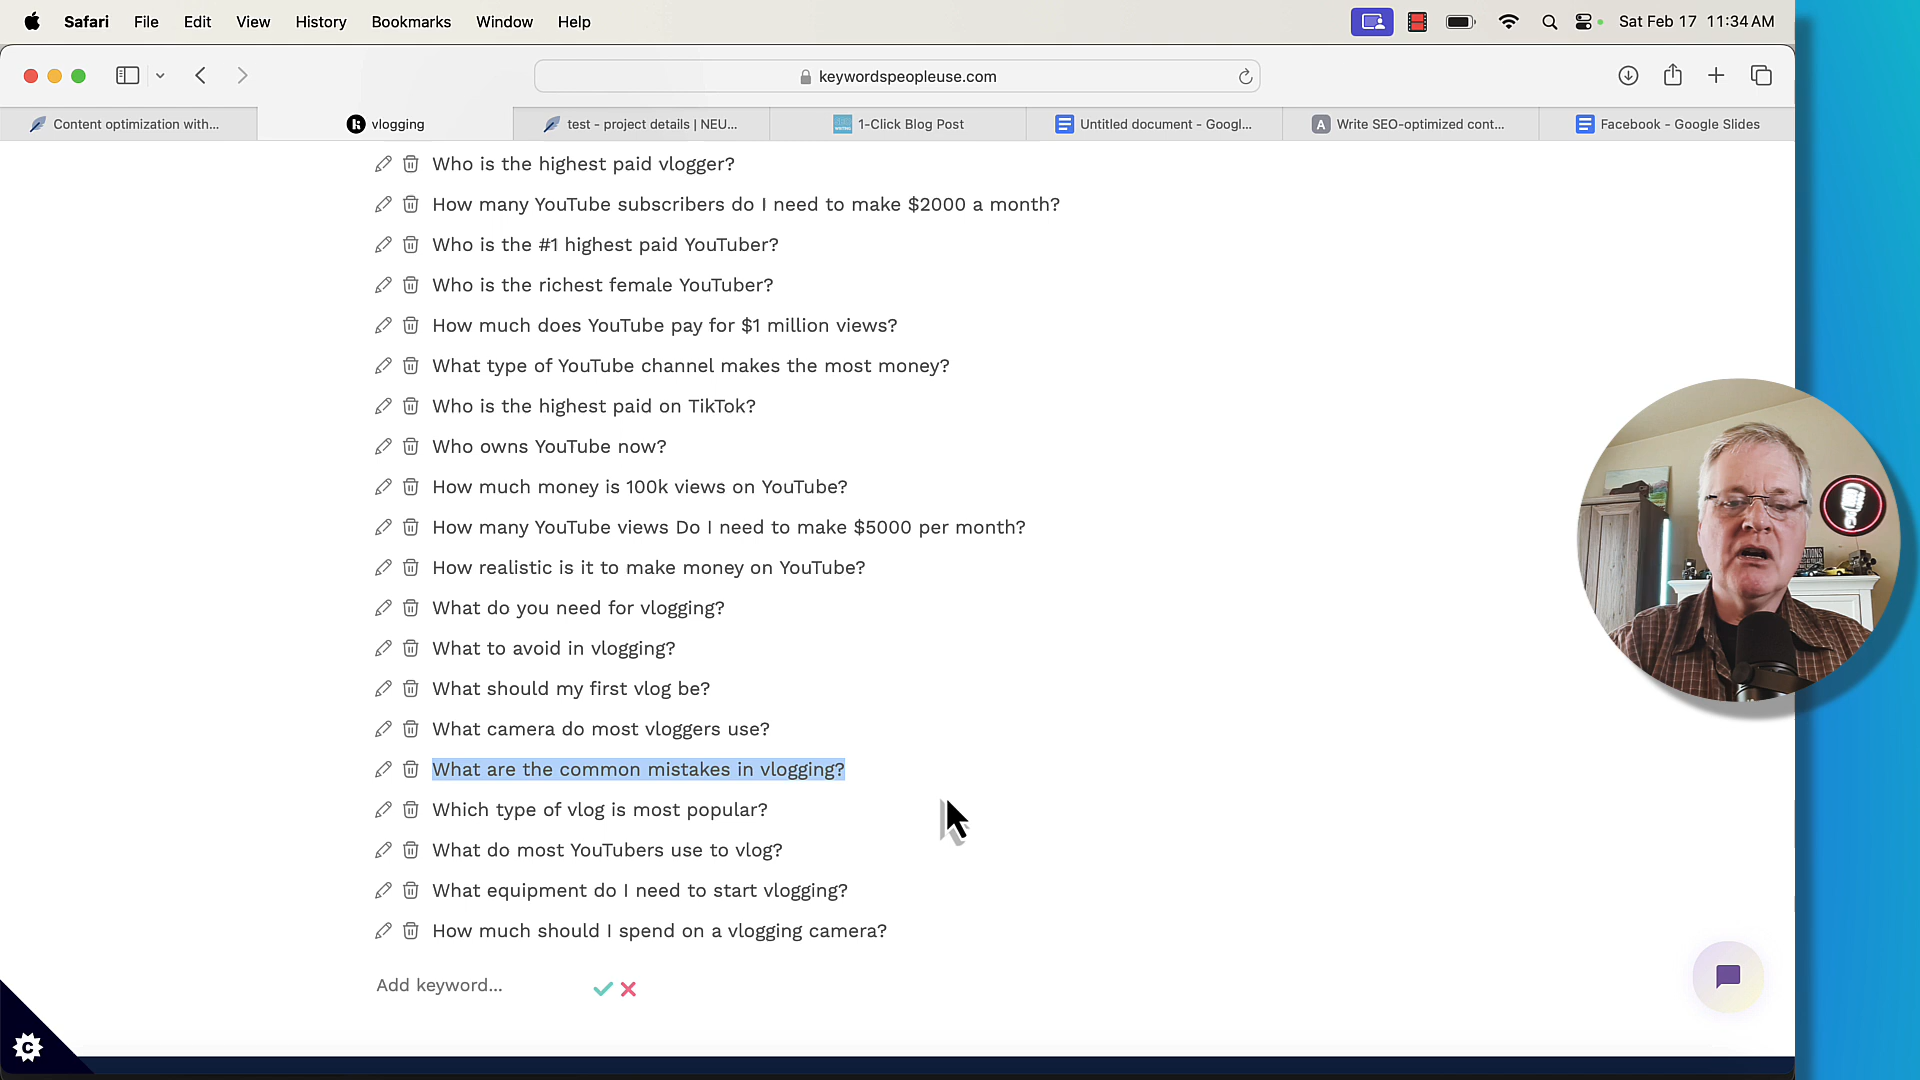 Safari File Edit View History Bookmarks Window Help Sat Feb 17 11:34 AM
keywordspeopleuse.com
Content optimization with... vlogging test - project details | NEU... 1-Click Blog Post Untitled document - Googl... A Write SEO-optimized cont... Facebook - Google Slides
Who is the highest paid vlogger?
How many YouTube subscribers do I need to make $2000 a month?
Who is the #1 highest paid YouTuber?
Who is the richest female YouTuber?
How much does YouTube pay for $1 million views?
What type of YouTube channel makes the most money?
Who is the highest paid on TikTok?
Who owns YouTube now?
How much money is 100k views on YouTube?
How many YouTube views Do I need to make $5000 per month?
How realistic is it to make money on YouTube?
What do you need for vlogging?
What to avoid in vlogging?
What should my first vlog be?
What camera do most vloggers use?
What are the common mistakes in vlogging?
Which type of vlog is most popular?
What do most YouTubers use to vlog?
What equipment do I need to start vlogging?
How much should I spend on a vlogging camera?
Add keyword...
C